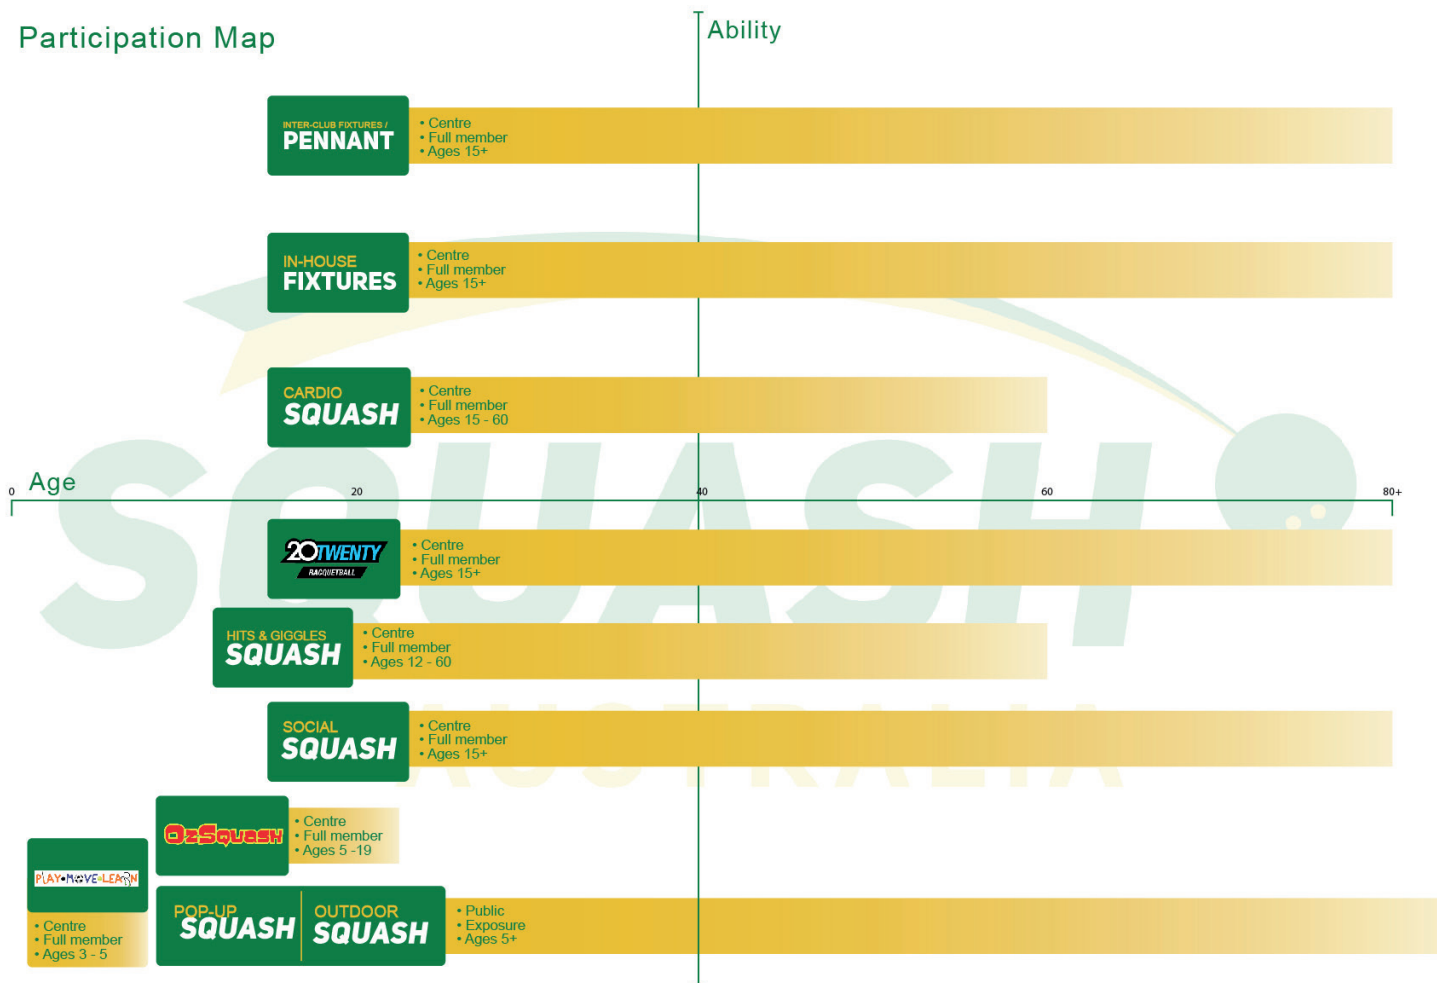 Participation Map
Ability
INTER-CLUB FIXTURES /
PENNANT
• Centre
• Full member
• Ages 15+
IN-HOUSE
FIXTURES
• Centre
• Full member
• Ages 15+
CARDIO
SQUASH
• Centre
• Full member
• Ages 15 - 60
Age
0
20
40
60
80+
SQUASH
AUSTRALIA
20TWENTY
RACQUETBALL
• Centre
• Full member
• Ages 15+
HITS & GIGGLES
SQUASH
• Centre
• Full member
• Ages 12 - 60
SOCIAL
SQUASH
• Centre
• Full member
• Ages 15+
OzSquash
• Centre
• Full member
• Ages 5 -19
PLAY•MOVE•LEARN
• Centre
• Full member
• Ages 3 - 5
POP-UP
SQUASH
OUTDOOR
SQUASH
• Public
• Exposure
• Ages 5+